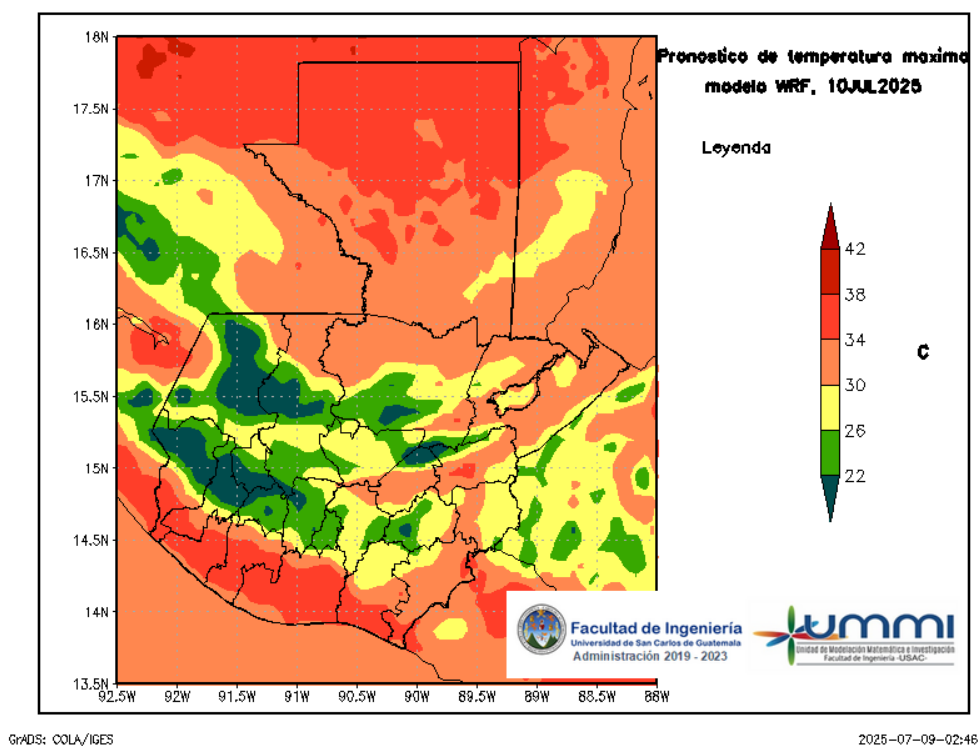 Pronostico de temperatura maxima
modelo WRF, 10JUL2025
Leyenda
42
38
34
30
26
22
C
18N
17.5N
17N
16.5N
16N
15.5N
15N
14.5N
14N
13.5N
92.5W 92W 91.5W 91W 90.5W 90W 89.5W 89W 88.5W 88W
Facultad de Ingeniería
Universidad de San Carlos de Guatemala
Administración 2019 - 2023
ummi
Unidad de Modelación Matemática e Investigación
Facultad de Ingeniería -USAC-
GrADS: COLA/IGES
2025-07-09-02:46